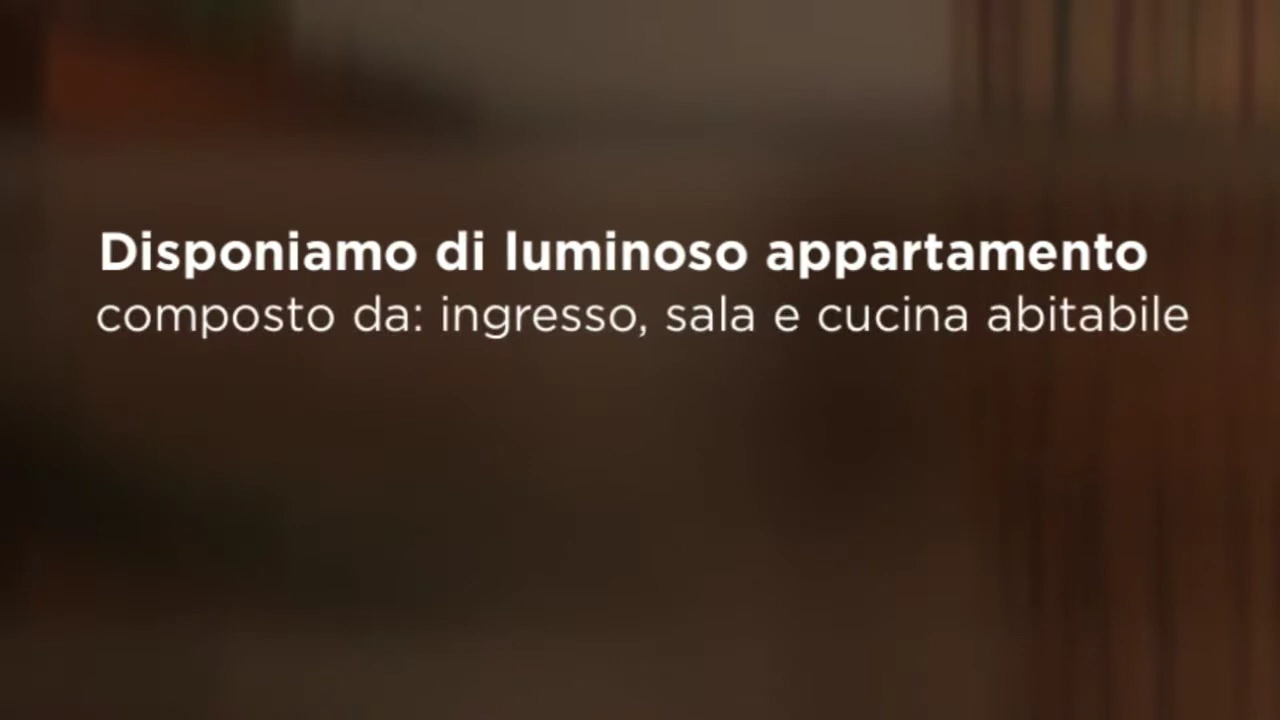 Disponiamo di luminoso appartamento
composto da: ingresso, sala e cucina abitabile